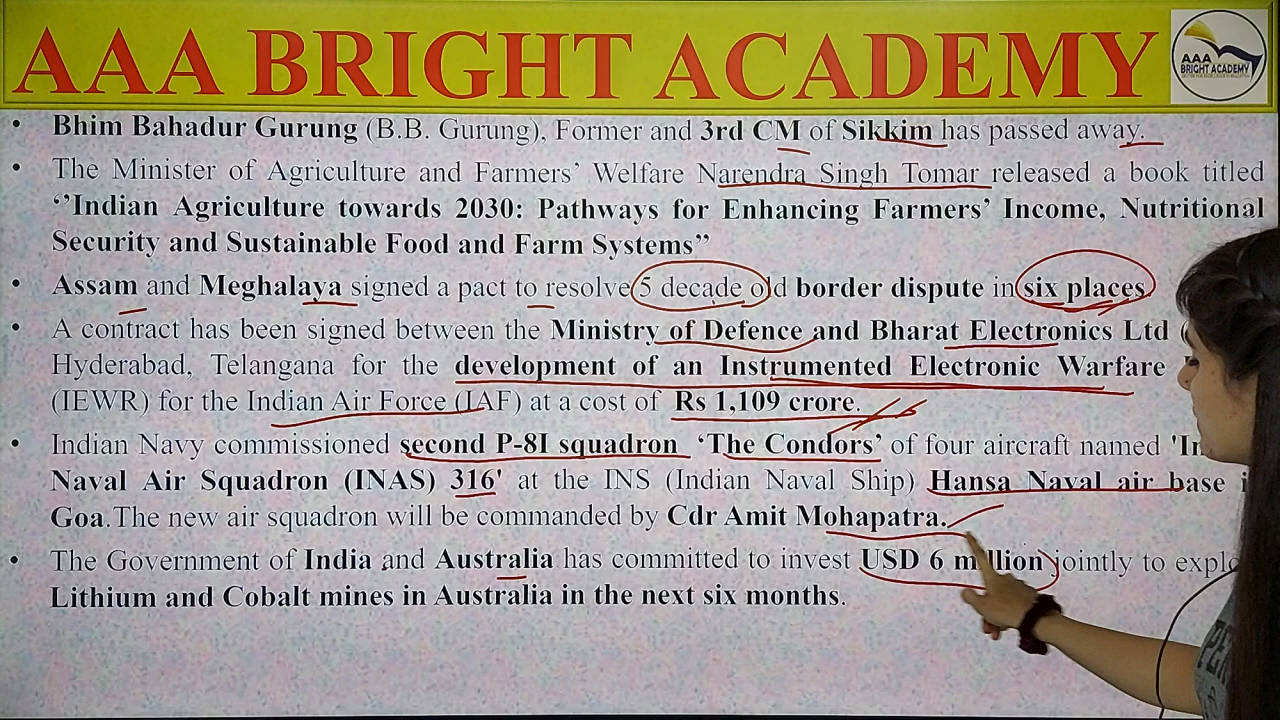 AAA BRIGHT ACADEMY
AAA
BRIGHT ACADEMY
• Bhim Bahadur Gurung (B.B. Gurung), Former and 3rd CM of Sikkim has passed away.
• The Minister of Agriculture and Farmers' Welfare Narendra Singh Tomar released a book titled
‘’Indian Agriculture towards 2030: Pathways for Enhancing Farmers’ Income, Nutritional
Security and Sustainable Food and Farm Systems”
• Assam and Meghalaya signed a pact to resolve 5 decade old border dispute in six places
• A contract has been signed between the Ministry of Defence and Bharat Electronics Ltd
Hyderabad, Telangana for the development of an Instrumented Electronic Warfare
(IEWR) for the Indian Air Force (IAF) at a cost of Rs 1,109 crore.
• Indian Navy commissioned second P-8I squadron ‘The Condors’ of four aircraft named
Naval Air Squadron (INAS) 316' at the INS (Indian Naval Ship) Hansa Naval air base
Goa.The new air squadron will be commanded by Cdr Amit Mohapatra.
• The Government of India and Australia has committed to invest USD 6 million jointly to
Lithium and Cobalt mines in Australia in the next six months.